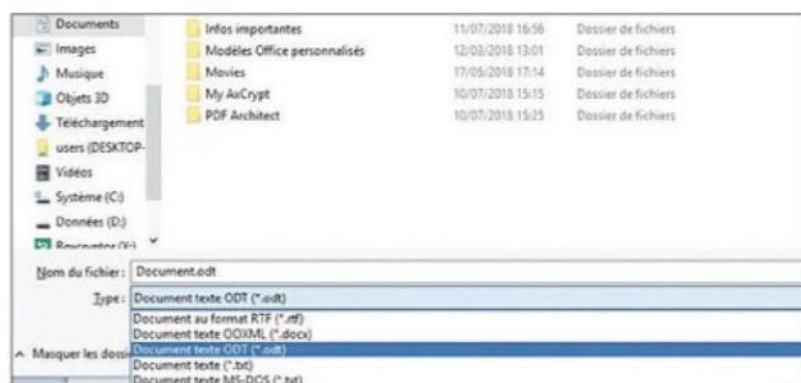 Documents
Images
Musique
Objets 3D
Téléchargement
users (DESKTOP-
Vidéos
Système (C:)
Données (D:)
Infos importantes 11/07/2018 16:56 Dossier de fichiers
Modèles Office personnalisés 12/03/2018 13:01 Dossier de fichiers
Movies 17/05/2018 17:14 Dossier de fichiers
My AxCrypt 10/07/2018 15:15 Dossier de fichiers
PDF Architect 10/07/2018 15:25 Dossier de fichiers
Nom du fichier : Document.odt
Type : Document texte ODT (*.odt)
Document au format RTF (*.rtf)
Document texte OOXML (*.docx)
Document texte ODT (*.odt)
Document texte (*.txt)
Document texte MS-DOS (*.txt)
Masquer les dossi